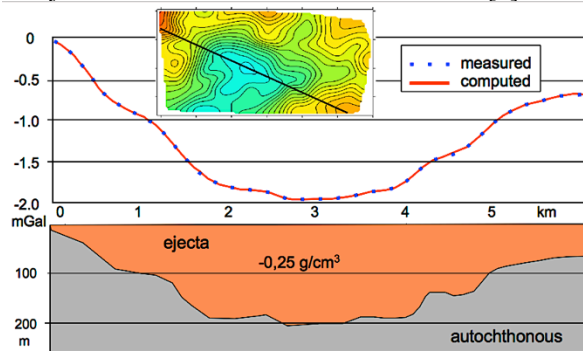 0
-0.5
-1.0
-1.5
-2.0
mGal
measured
computed
0 1 2 3 4 5 km
ejecta
-0,25 g/cm³
100
200
m
autochthonous